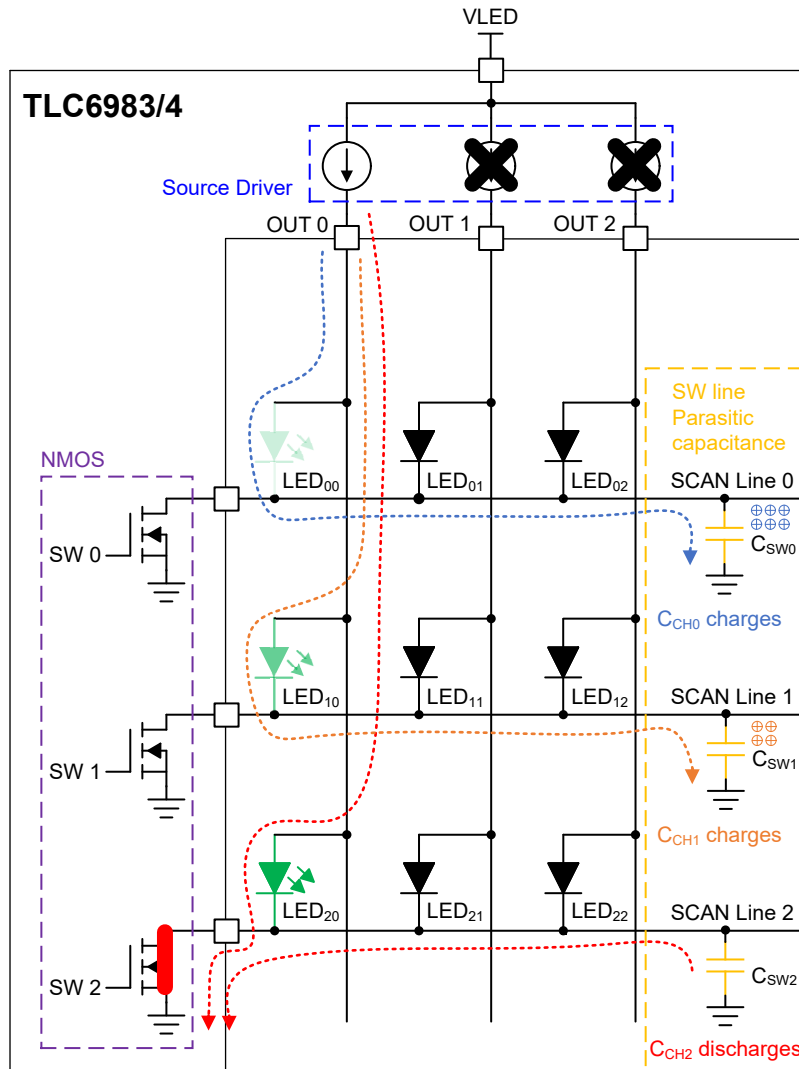 VLED
TLC6983/4
Source Driver
OUT 0
OUT 1
OUT 2
SW line
Parasitic
capacitance
NMOS
LED00
LED01
LED02
SCAN Line 0
SW 0
CSW0
CCH0 charges
LED10
LED11
LED12
SCAN Line 1
SW 1
CSW1
CCH1 charges
LED20
LED21
LED22
SCAN Line 2
SW 2
CSW2
CCH2 discharges